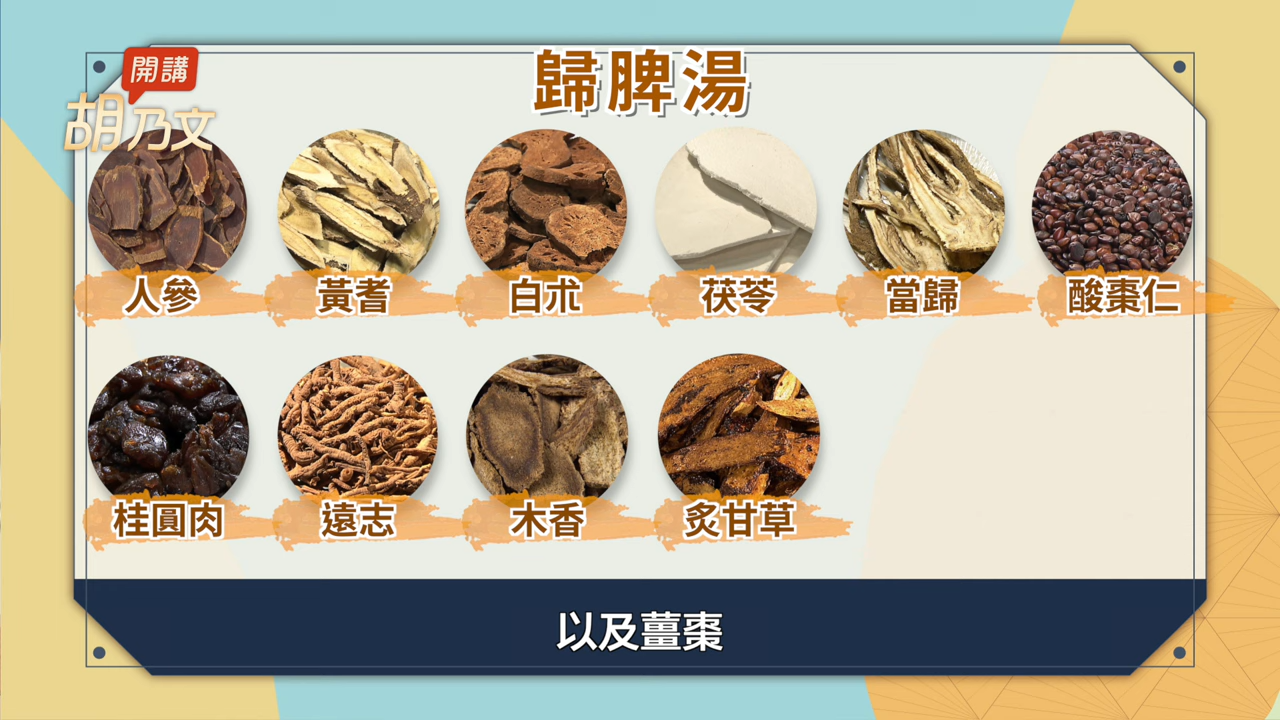 開講
胡乃文
歸脾湯
人參
黃耆
白朮
茯苓
當歸
酸棗仁
桂圓肉
遠志
木香
炙甘草
以及薑棗